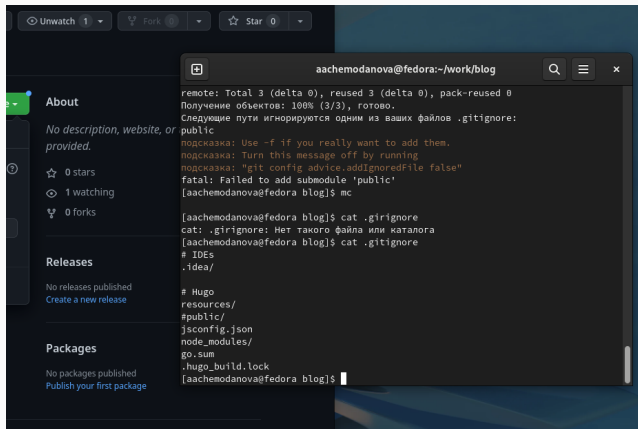 Unwatch 1
Fork 0
Star 0
About
No description, website, or
provided.
0 stars
1 watching
0 forks
Releases
No releases published
Create a new release
Packages
No packages published
Publish your first package
aachemodanova@fedora:~/work/blog
remote: Total 3 (delta 0), reused 3 (delta 0), pack-reused 0
Получение объектов: 100% (3/3), готово.
Следующие пути игнорируются одним из ваших файлов .gitignore:
public
подсказка: Use -f if you really want to add them.
подсказка: Turn this message off by running
подсказка: "git config advice.addIgnoredFile false"
fatal: Failed to add submodule 'public'
[aachemodanova@fedora blog]$ mc
[aachemodanova@fedora blog]$ cat .girignore
cat: .girignore: Нет такого файла или каталога
[aachemodanova@fedora blog]$ cat .gitignore
# IDEs
.idea/
# Hugo
resources/
#public/
jsconfig.json
node_modules/
go.sum
.hugo_build.lock
[aachemodanova@fedora blog]$